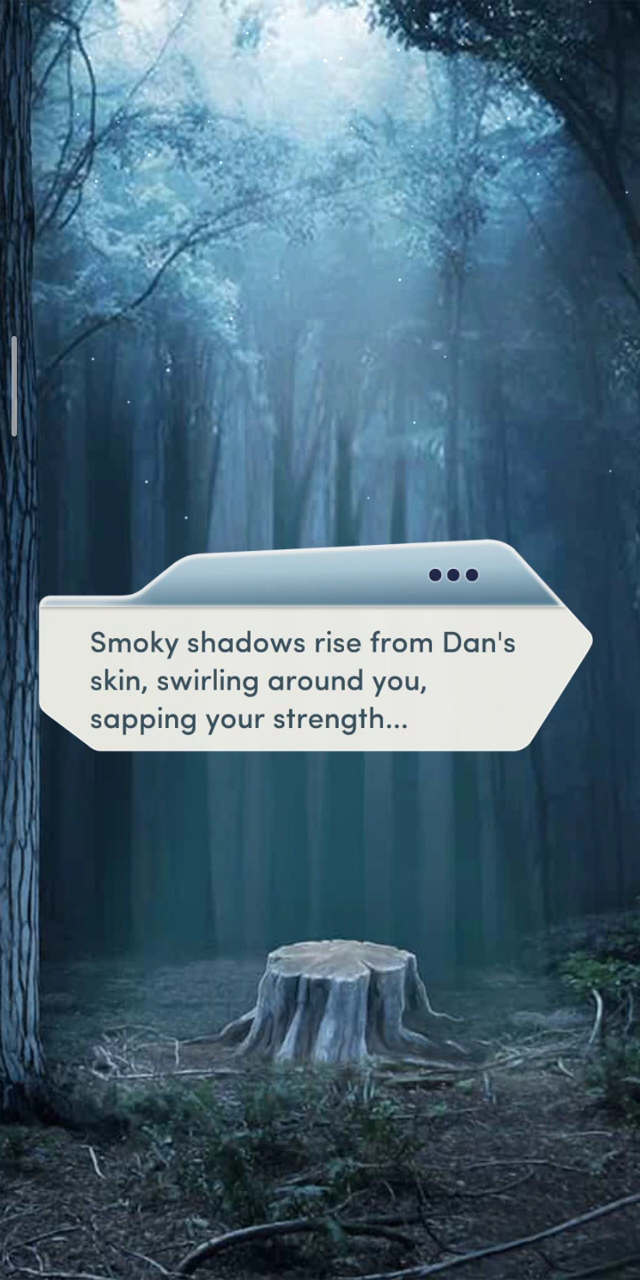 Smoky shadows rise from Dan's
skin, swirling around you,
sapping your strength...